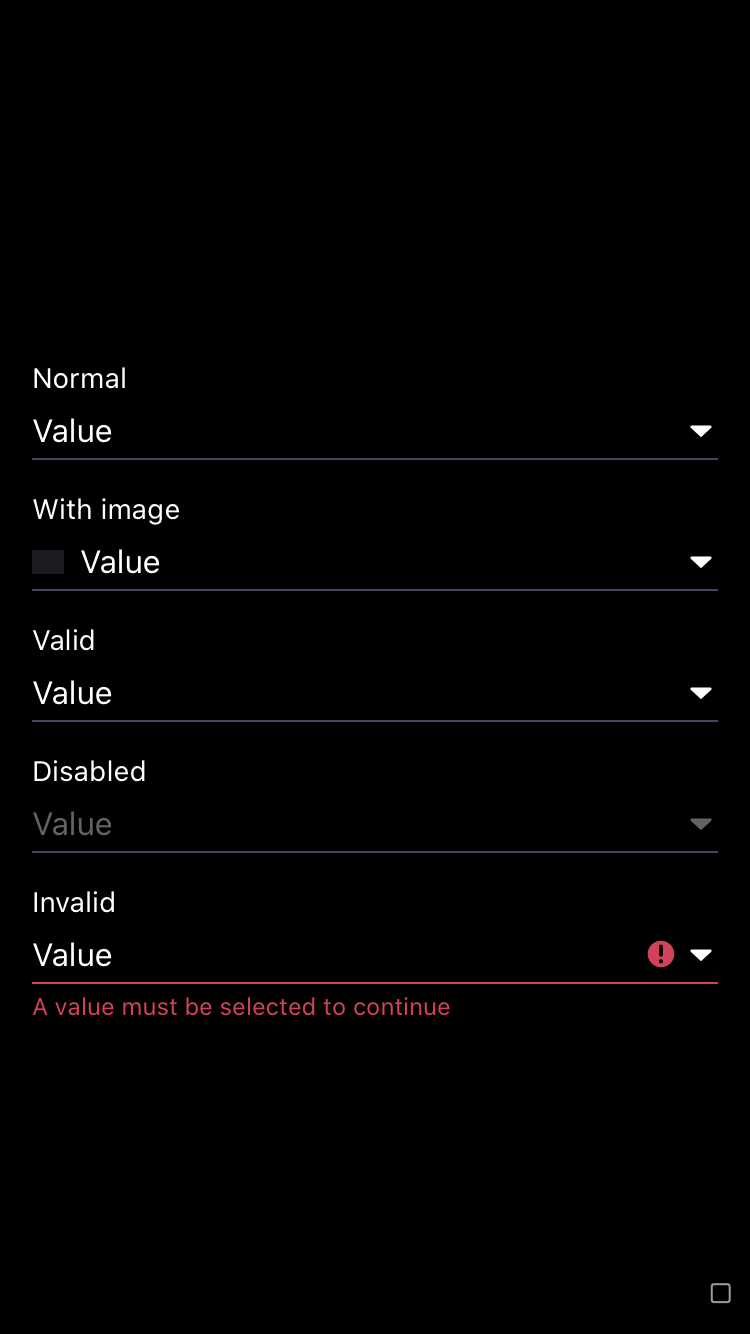 Normal
Value
With image
Value
Valid
Value
Disabled
Value
Invalid
Value
A value must be selected to continue